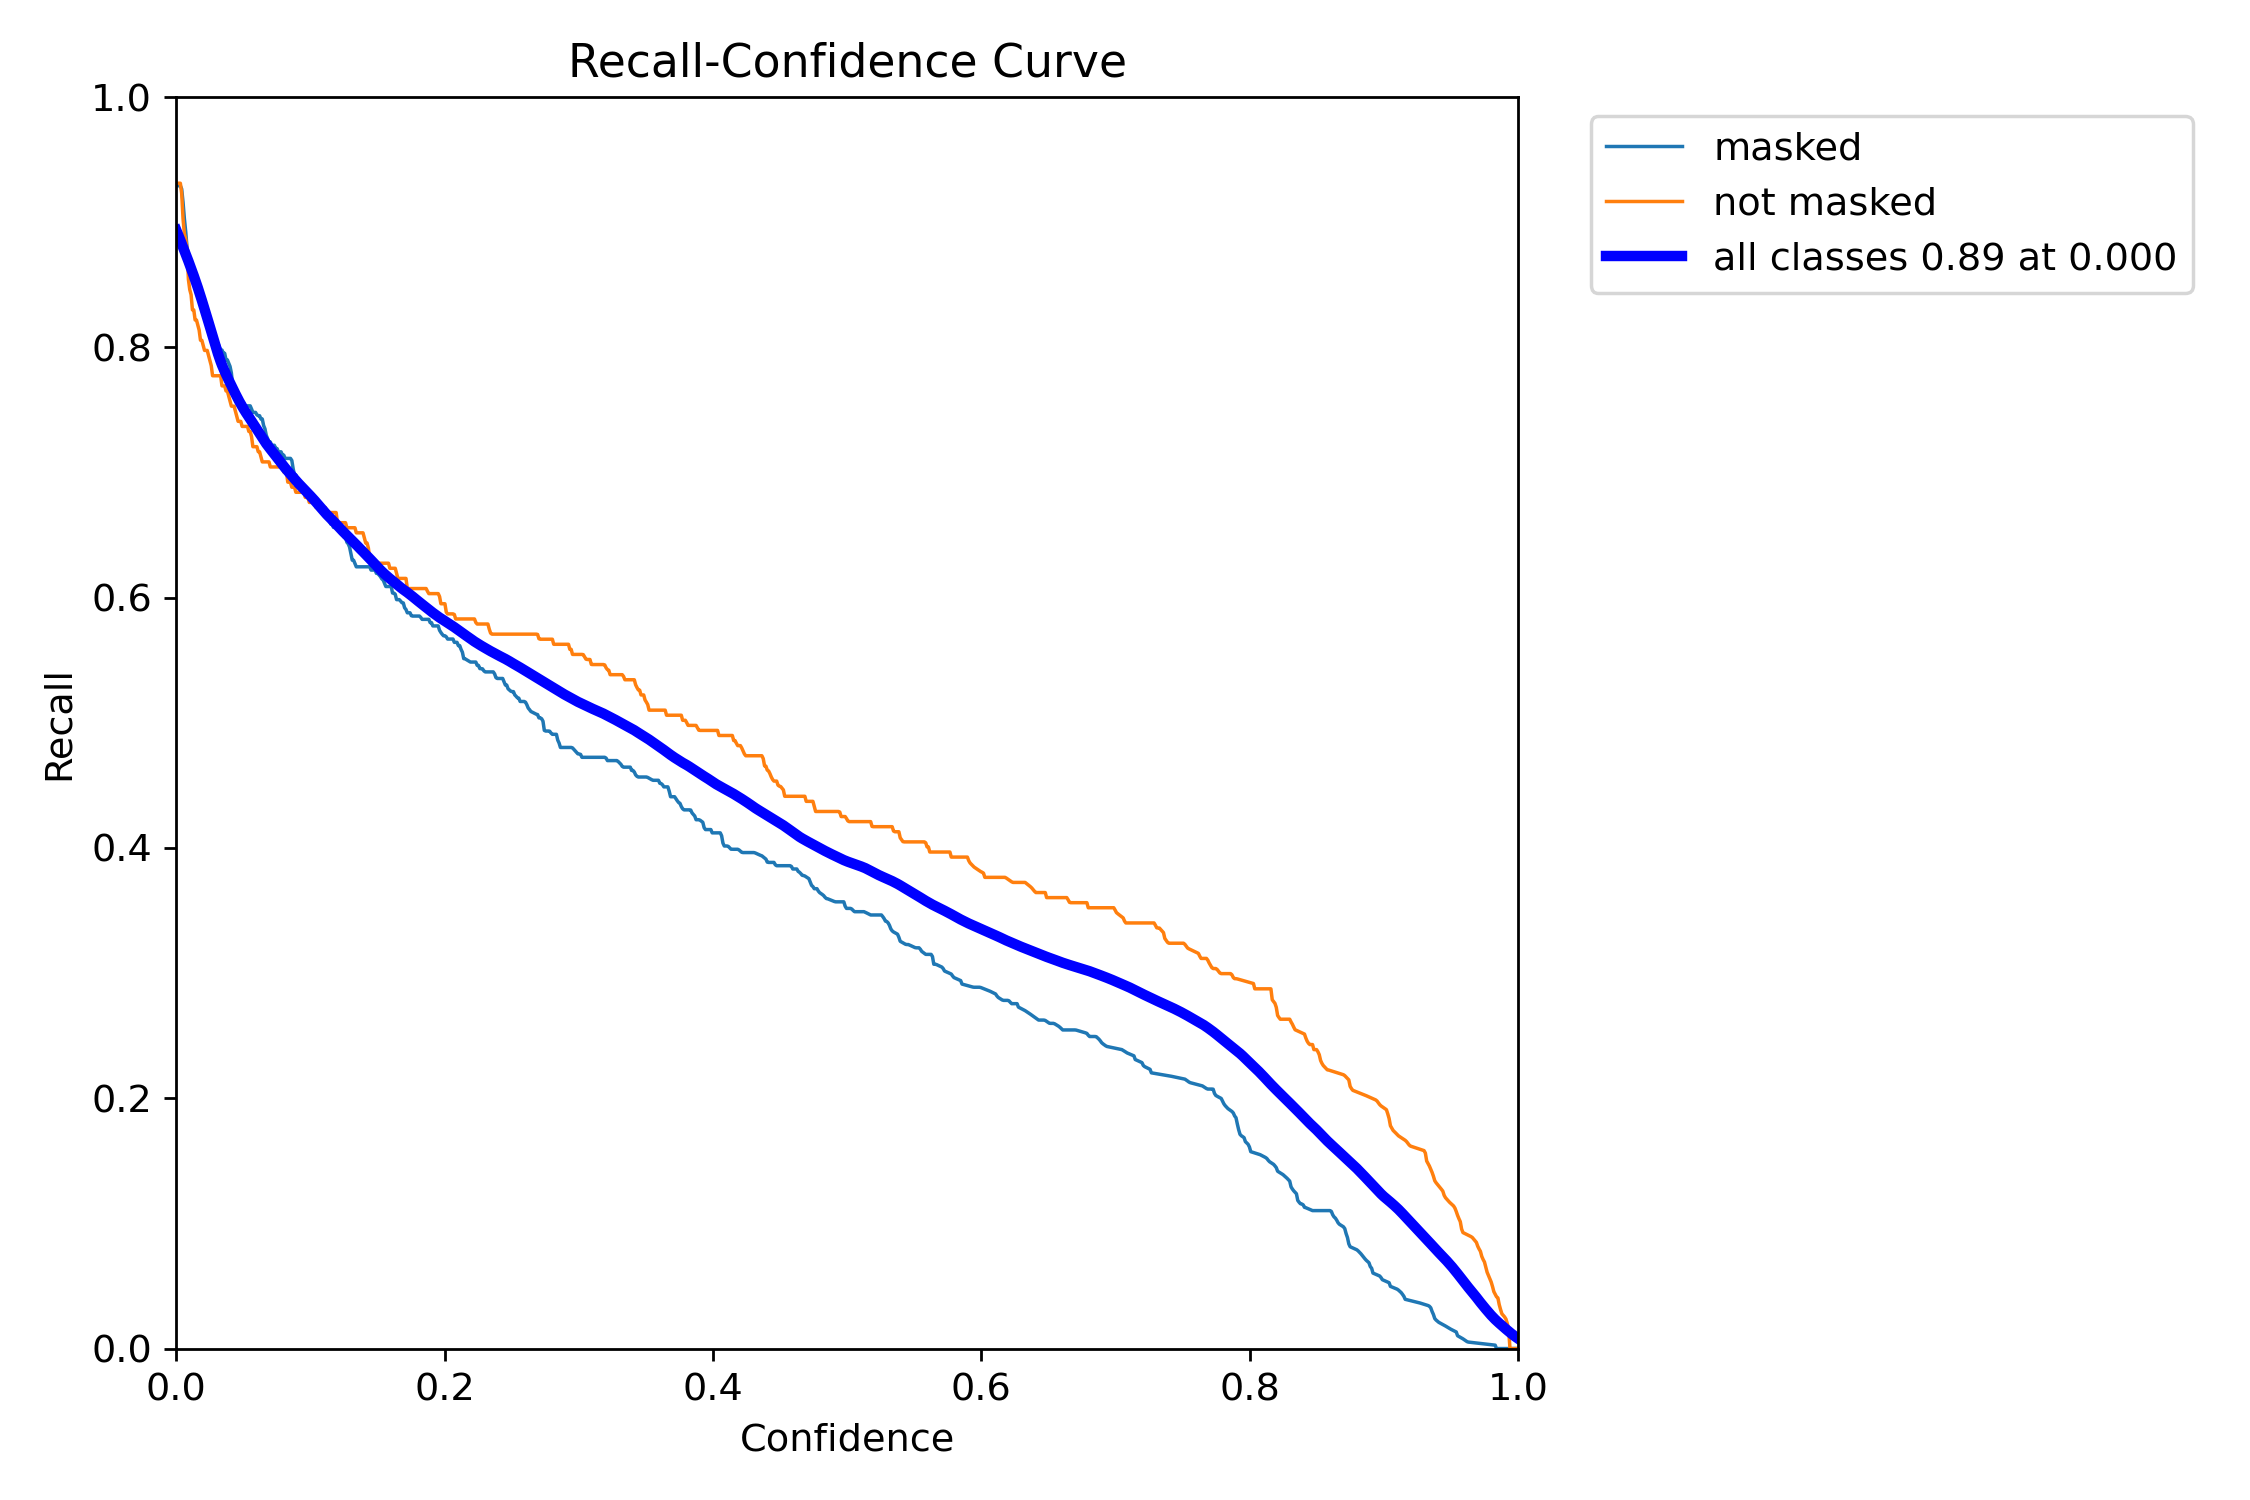 Recall-Confidence Curve
1.0
0.8
0.6
0.4
0.2
0.0
Recall
0.0 0.2 0.4 0.6 0.8 1.0
Confidence
masked
not masked
all classes 0.89 at 0.000